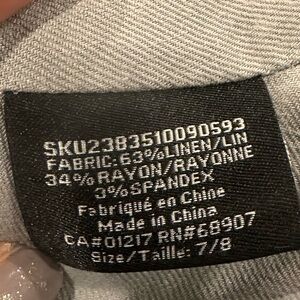 SKU2383510090593
FABRIC:63%LINEN/LIN
34%RAYON/RAYONNE
3%SPANDEX
Fabriqué en Chine
Made in China
CA#01217 RN#68907
Size/Taille: 7/8